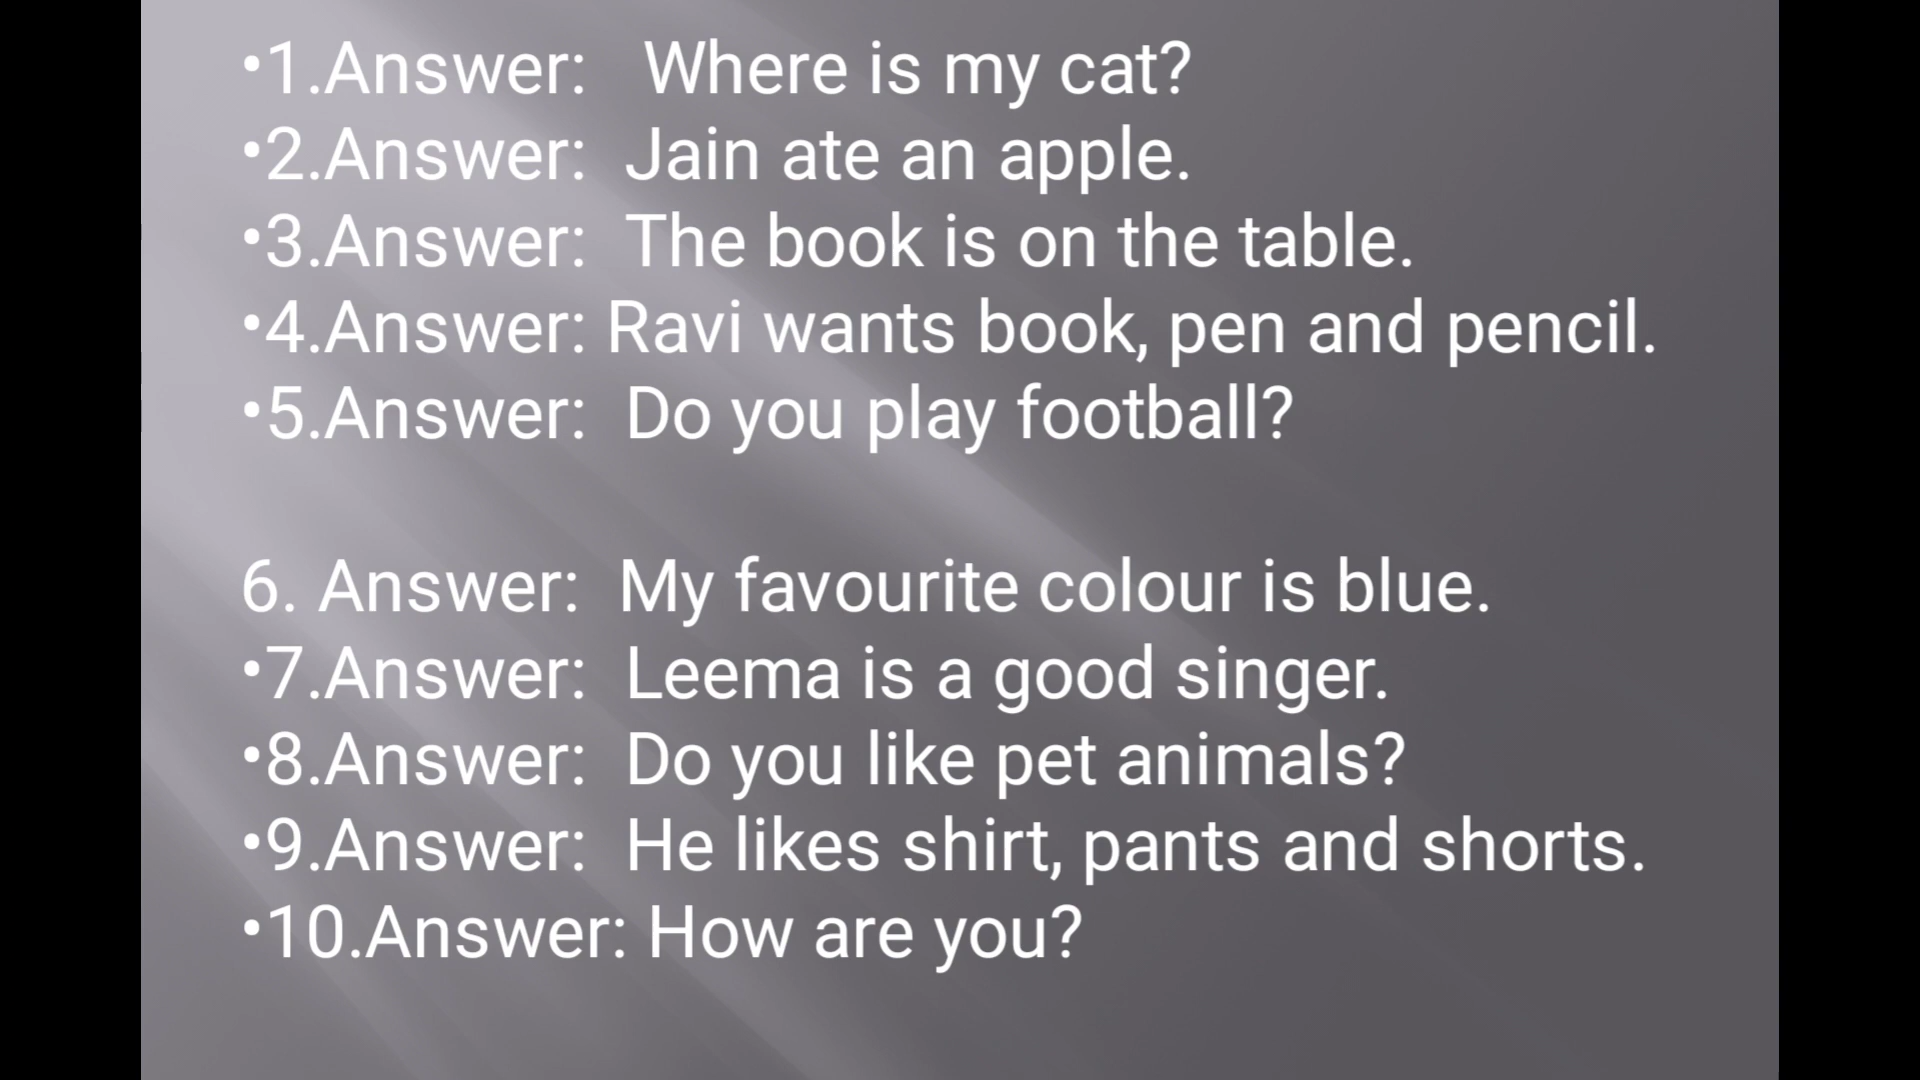 •1.Answer: Where is my cat?
•2.Answer: Jain ate an apple.
•3.Answer: The book is on the table.
•4.Answer: Ravi wants book, pen and pencil.
•5.Answer: Do you play football?
6. Answer: My favourite colour is blue.
•7.Answer: Leema is a good singer.
•8.Answer: Do you like pet animals?
•9.Answer: He likes shirt, pants and shorts.
•10.Answer: How are you?